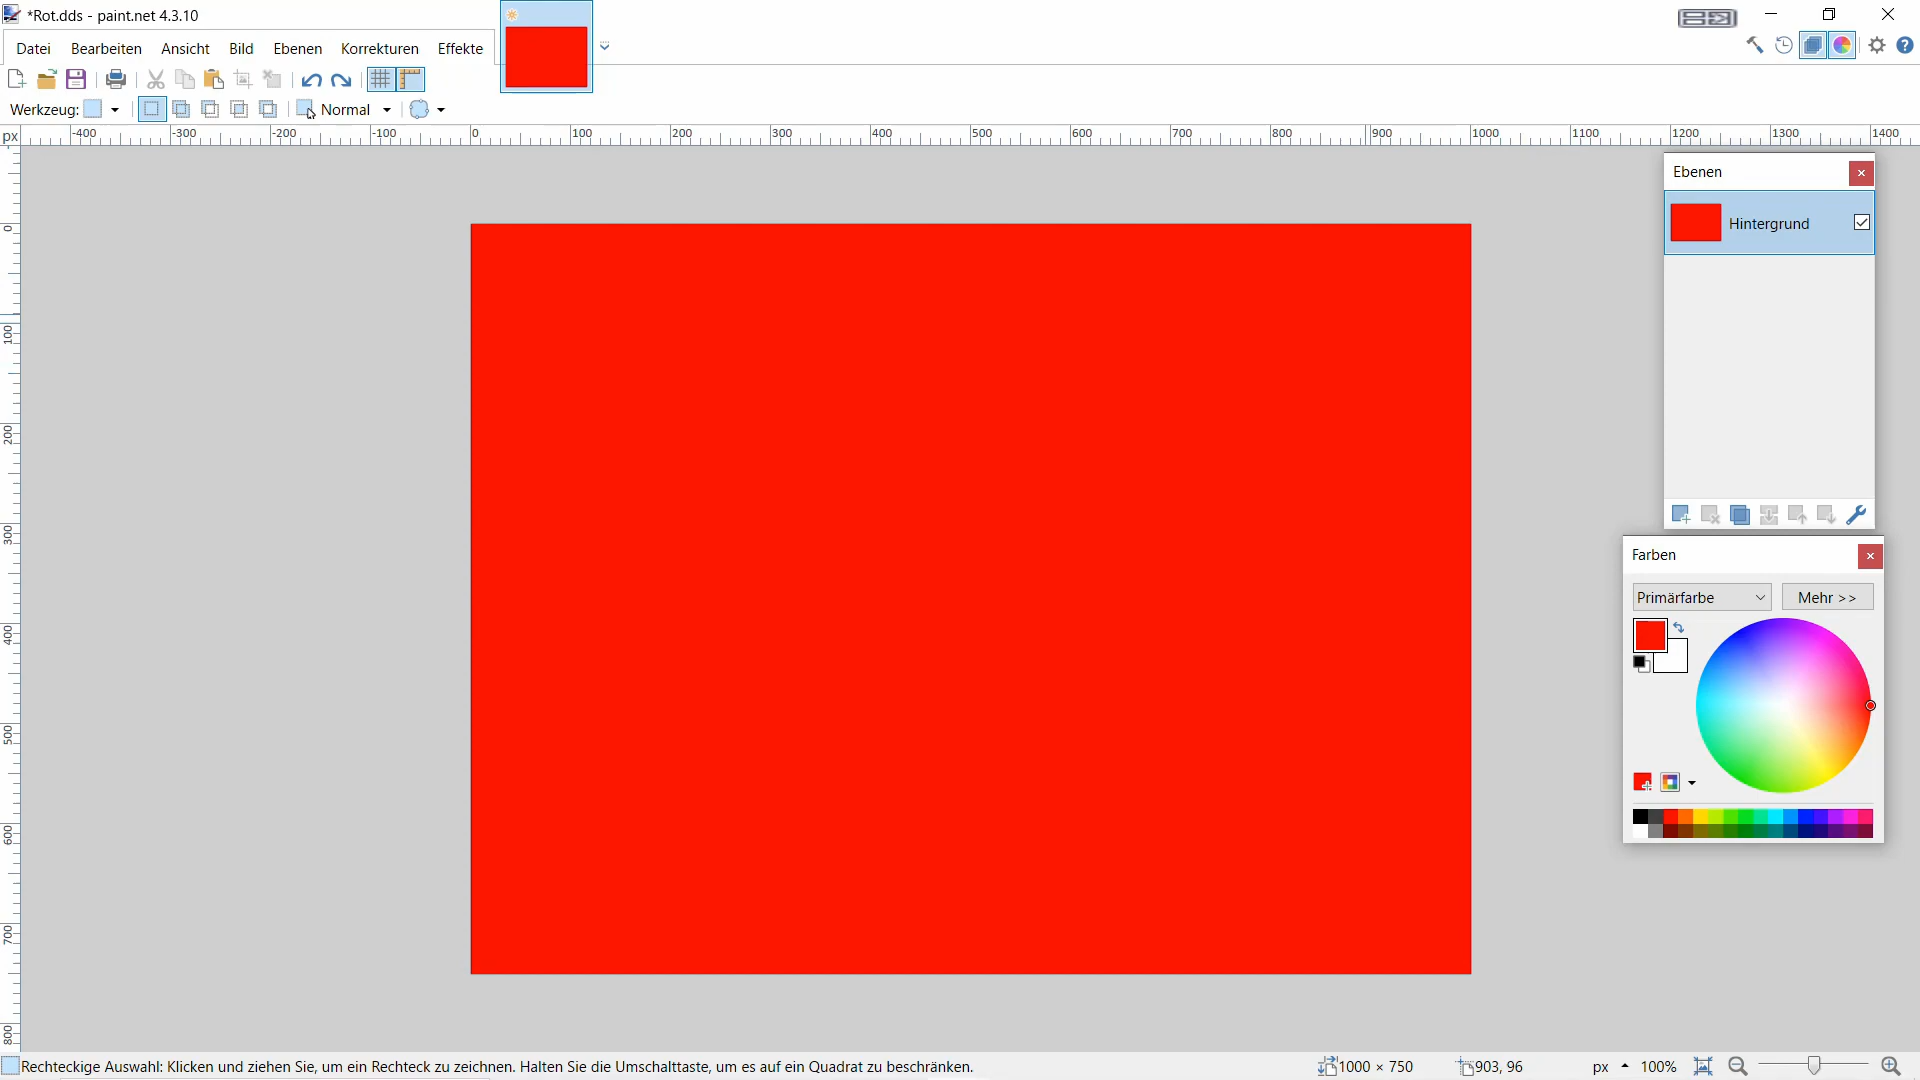 *Rot.dds - paint.net 4.3.10
Datei Bearbeiten Ansicht Bild Ebenen Korrekturen Effekte
Werkzeug: Normal
px -400 -300 -200 -100 0 100 200 300 400 500 600 700 800 900 1000 1100 1200 1300 1400
0
100
200
300
400
500
600
700
800
Ebenen
Hintergrund
Farben
Primärfarbe Mehr >>
Rechteckige Auswahl: Klicken und ziehen Sie, um ein Rechteck zu zeichnen. Halten Sie die Umschalttaste, um es auf ein Quadrat zu beschränken. 1000 × 750 903, 96 px 100%